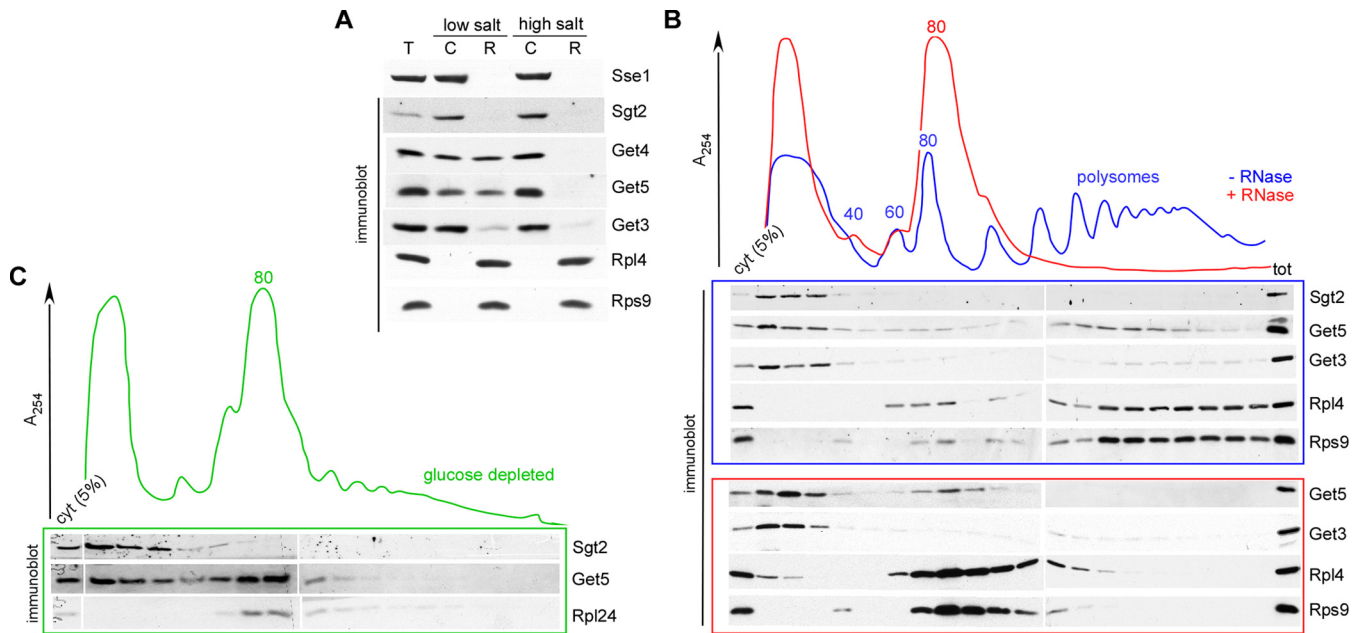 A
low salt high salt
T C R C R
Sse1
Sgt2
Get4
Get5
Get3
Rpl4
Rps9
immunoblot
B
A254
80
80
40
60
polysomes
- RNase
+ RNase
cyt (5%)
tot
Sgt2
Get5
Get3
Rpl4
Rps9
Get5
Get3
Rpl4
Rps9
immunoblot
C
A254
80
glucose depleted
cyt (5%)
Sgt2
Get5
Rpl24
immunoblot